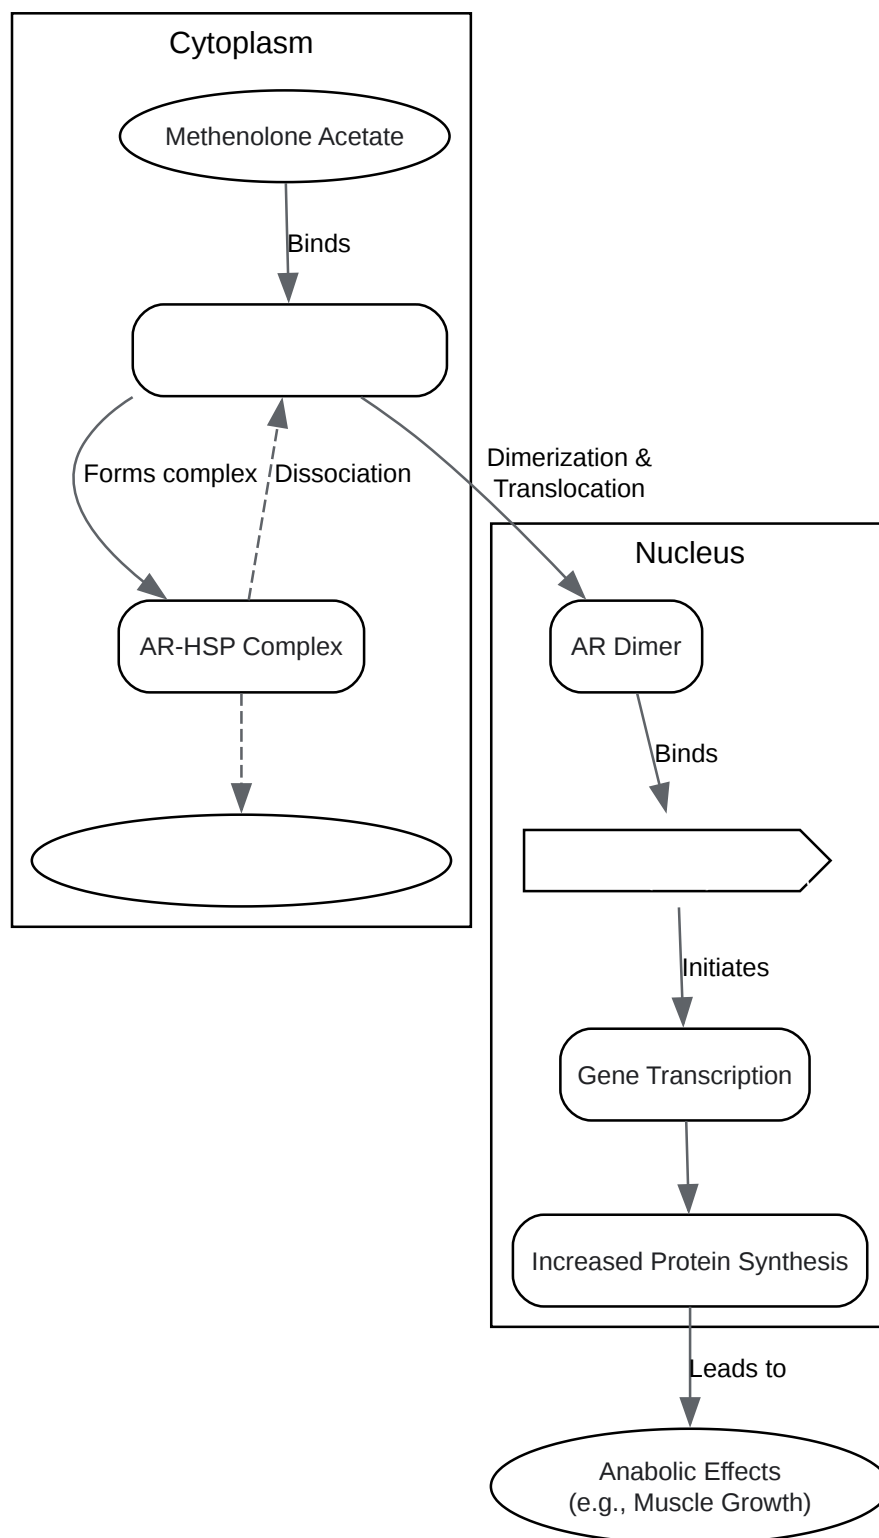 Cytoplasm
Methenolone Acetate
Binds
Forms complex
Dissociation
Dimerization &
Translocation
Nucleus
AR-HSP Complex
AR Dimer
Binds
Initiates
Gene Transcription
Increased Protein Synthesis
Leads to
Anabolic Effects
(e.g., Muscle Growth)